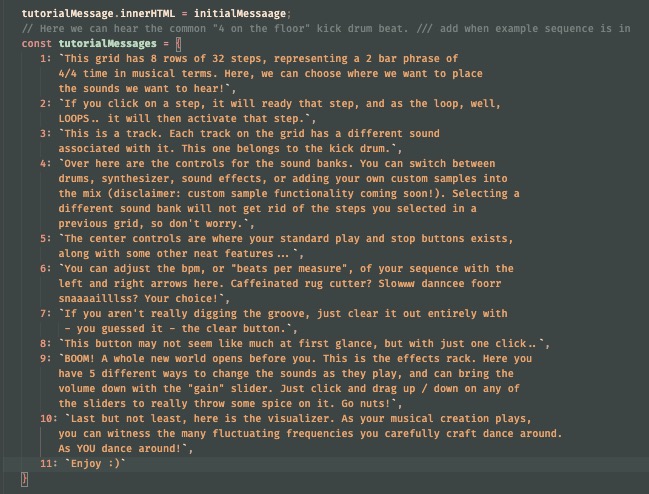 tutorialMessage.innerHTML = initialMessaage;
// Here we can hear the common "4 on the floor" kick drum beat. /// add when example sequence is in
const tutorialMessages = {
1: `This grid has 8 rows of 32 steps, representing a 2 bar phrase of
4/4 time in musical terms. Here, we can choose where we want to place
the sounds we want to hear!`,
2: `If you click on a step, it will ready that step, and as the loop, well,
LOOPS.. it will then activate that step.`,
3: `This is a track. Each track on the grid has a different sound
associated with it. This one belongs to the kick drum.`,
4: `Over here are the controls for the sound banks. You can switch between
drums, synthesizer, sound effects, or adding your own custom samples into
the mix (disclaimer: custom sample functionality coming soon!). Selecting a
different sound bank will not get rid of the steps you selected in a
previous grid, so don't worry.`,
5: `The center controls are where your standard play and stop buttons exists,
along with some other neat features...`,
6: `You can adjust the bpm, or "beats per measure", of your sequence with the
left and right arrows here. Caffeinated rug cutter? Slowww danncee foorr
snaaaailllss? Your choice!`,
7: `If you aren't really digging the groove, just clear it out entirely with
- you guessed it - the clear button.`,
8: `This button may not seem like much at first glance, but with just one click..`,
9: `BOOM! A whole new world opens before you. This is the effects rack. Here you
have 5 different ways to change the sounds as they play, and can bring the
volume down with the "gain" slider. Just click and drag up / down on any of
the sliders to really throw some spice on it. Go nuts!`,
10: `Last but not least, here is the visualizer. As your musical creation plays,
you can witness the many fluctuating frequencies you carefully craft dance around.
As YOU dance around!`,
11: `Enjoy :)`
}